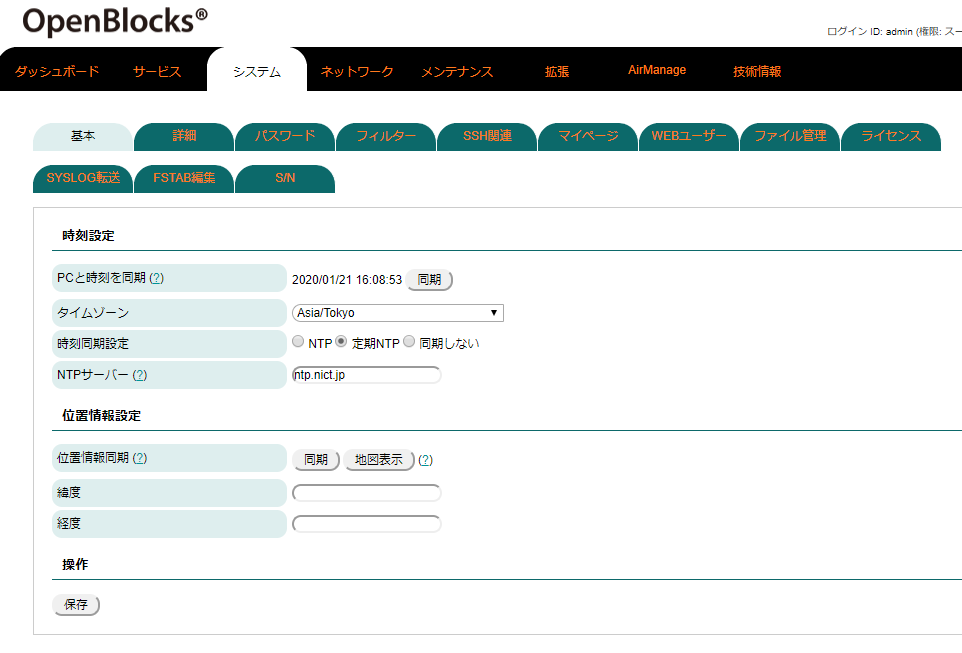 OpenBlocks®
ログイン ID: admin (権限: スー
ダッシュボード サービス システム ネットワーク メンテナンス 拡張 AirManage 技術情報
基本 詳細 パスワード フィルター SSH関連 マイページ WEBユーザー ファイル管理 ライセンス
SYSLOG転送 FSTAB編集 S/N
時刻設定
PCと時刻を同期 (?) 2020/01/21 16:08:53 同期
タイムゾーン Asia/Tokyo
時刻同期設定 NTP 定期NTP 同期しない
NTPサーバー (?) ntp.nict.jp
位置情報設定
位置情報同期 (?) 同期 地図表示 (?)
緯度
経度
操作
保存